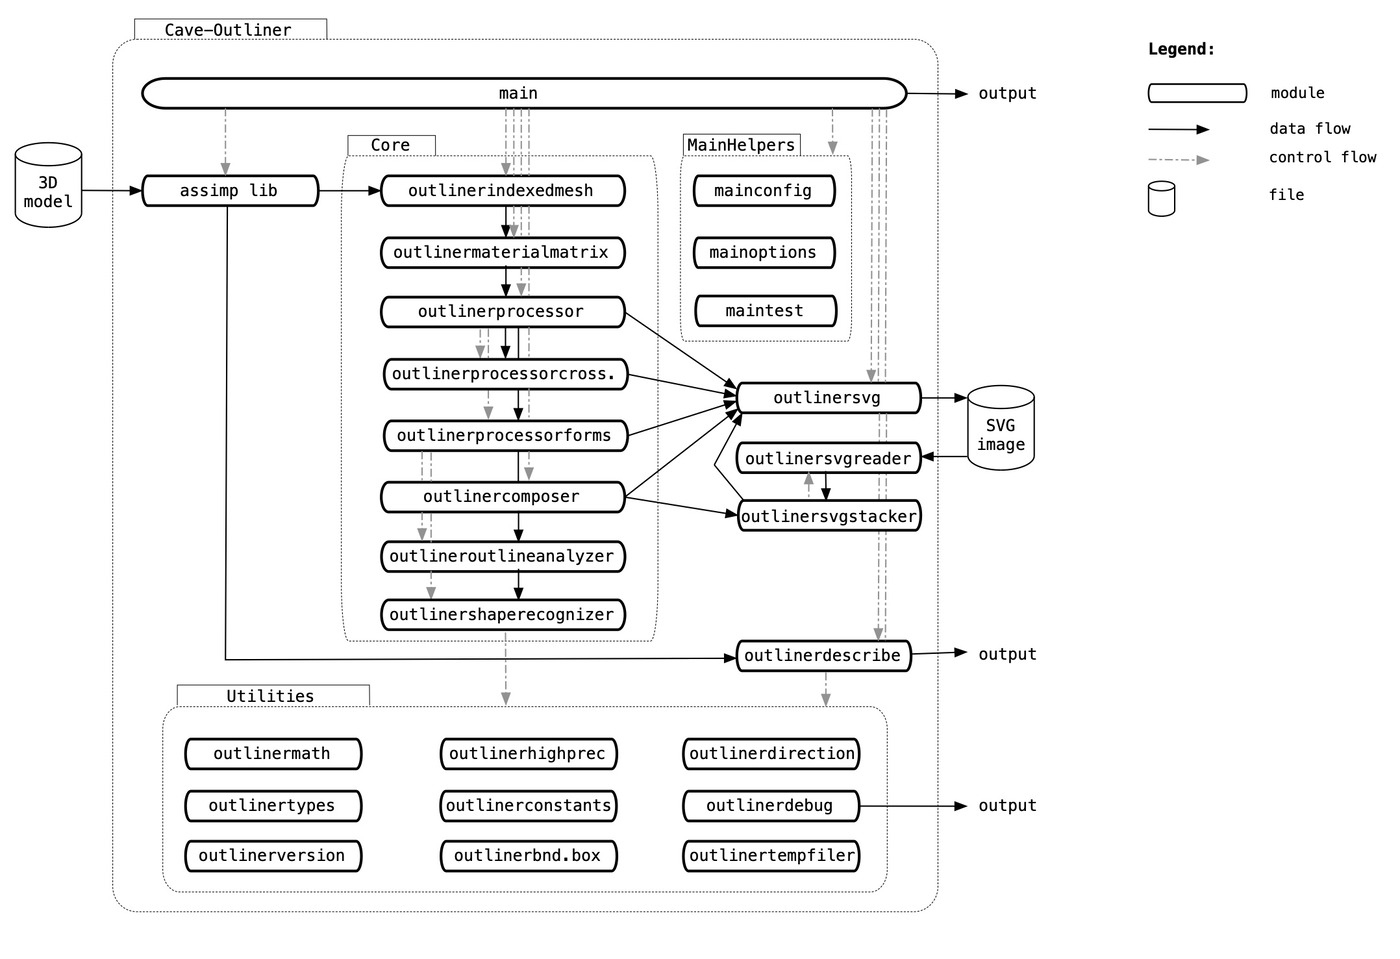 Cave-Outliner
Legend:
main
output
module
data flow
Core
MainHelpers
control flow
3D
model
assimp lib
outlinerindexedmesh
mainconfig
file
outlinermaterialmatrix
mainoptions
outlinerprocessor
maintest
outlinerprocessorcross.
outlinersvg
SVG
image
outlinerprocessorforms
outlinersvgreader
outlinercomposer
outlinersvgstacker
outlineroutlineanalyzer
outlinershaperecognizer
outlinerdescribe
output
Utilities
outlinermath
outlinerhighprec
outlinerdirection
outlinertypes
outlinerconstants
outlinerdebug
output
outlinerversion
outlinerbnd.box
outlinertempfiler